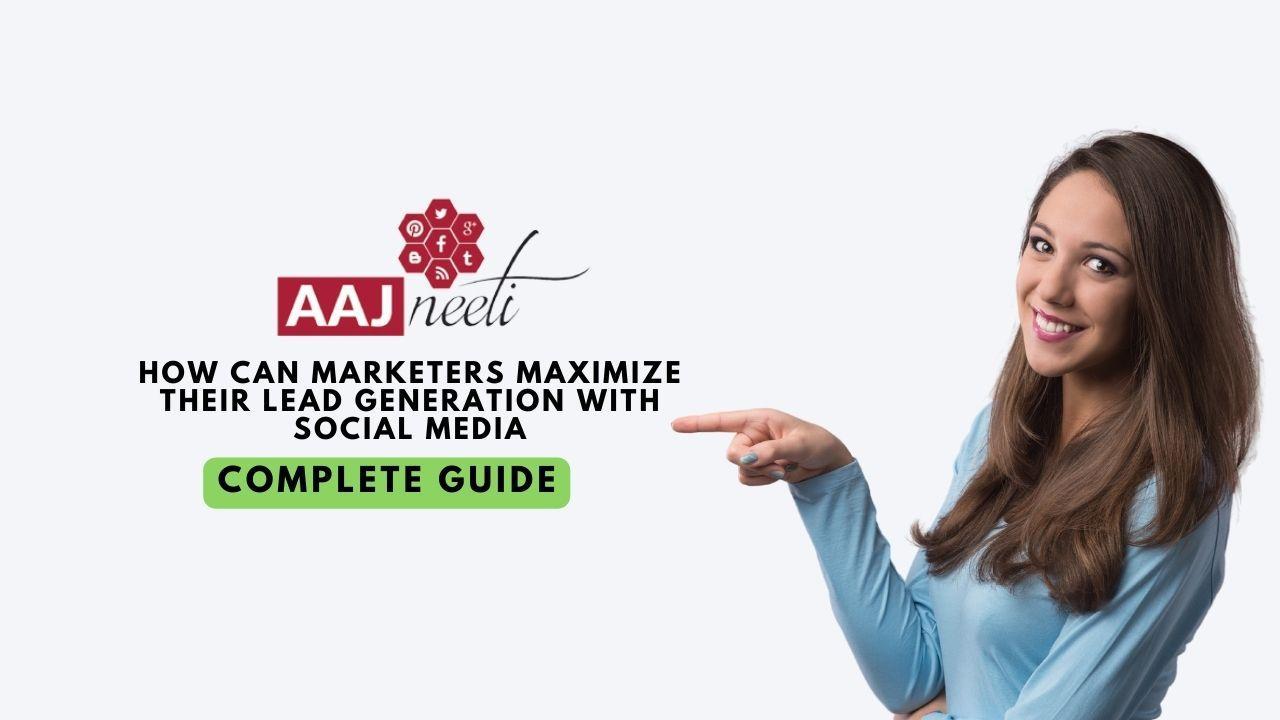 AAJ neeti
HOW CAN MARKETERS MAXIMIZE
THEIR LEAD GENERATION WITH
SOCIAL MEDIA
COMPLETE GUIDE